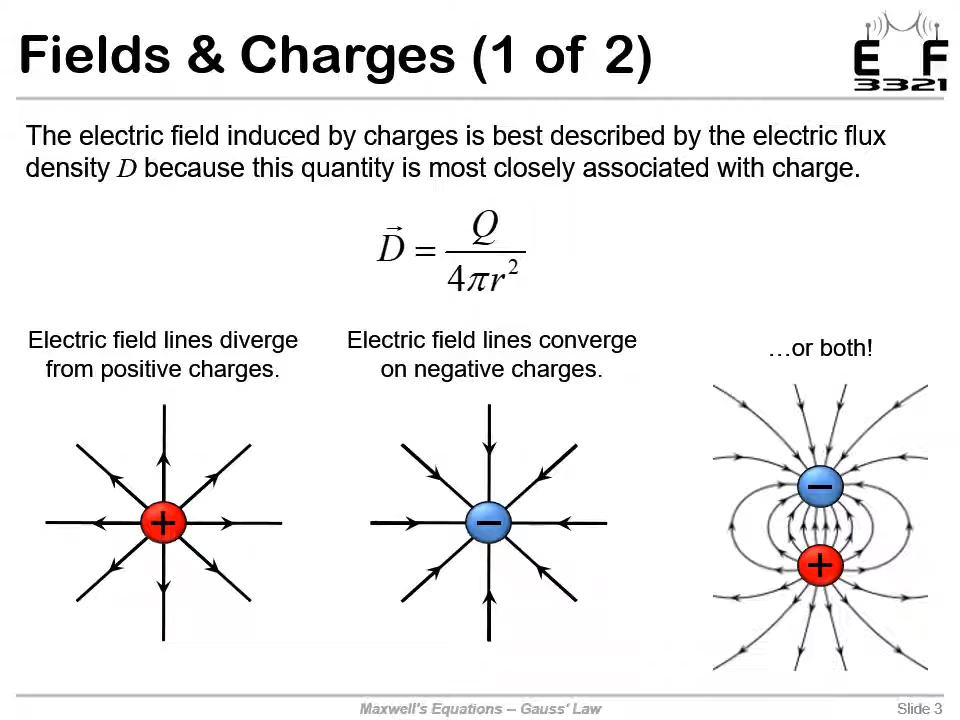 Fields & Charges (1 of 2)
E F
3321
The electric field induced by charges is best described by the electric flux
density D because this quantity is most closely associated with charge.
D⃗ = Q / 4πr²
Electric field lines diverge
from positive charges.
Electric field lines converge
on negative charges.
…or both!
+
−
−
+
Maxwell's Equations -- Gauss' Law
Slide 3